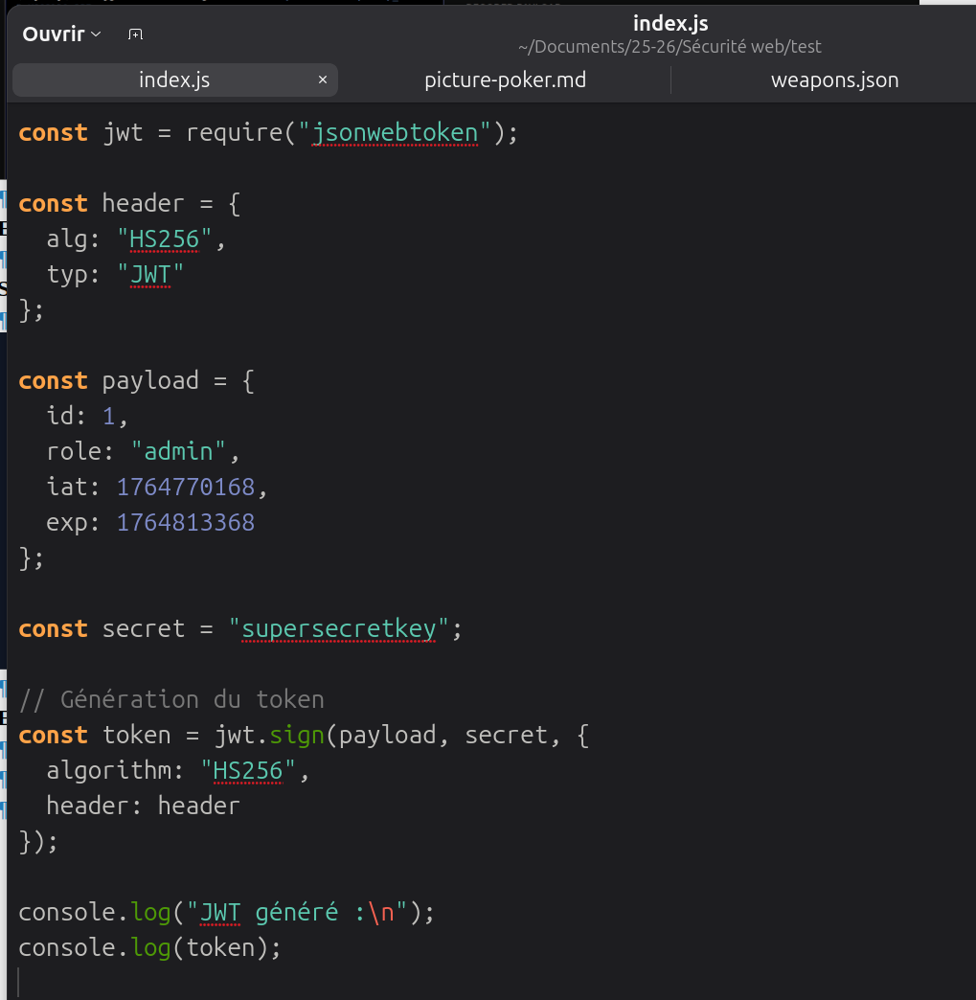 Ouvrir
index.js
~/Documents/25-26/Sécurité web/test
index.js × picture-poker.md weapons.json
const jwt = require("jsonwebtoken");
const header = {
  alg: "HS256",
  typ: "JWT"
};
const payload = {
  id: 1,
  role: "admin",
  iat: 1764770168,
  exp: 1764813368
};
const secret = "supersecretkey";
// Génération du token
const token = jwt.sign(payload, secret, {
  algorithm: "HS256",
  header: header
});
console.log("JWT généré :\n");
console.log(token);